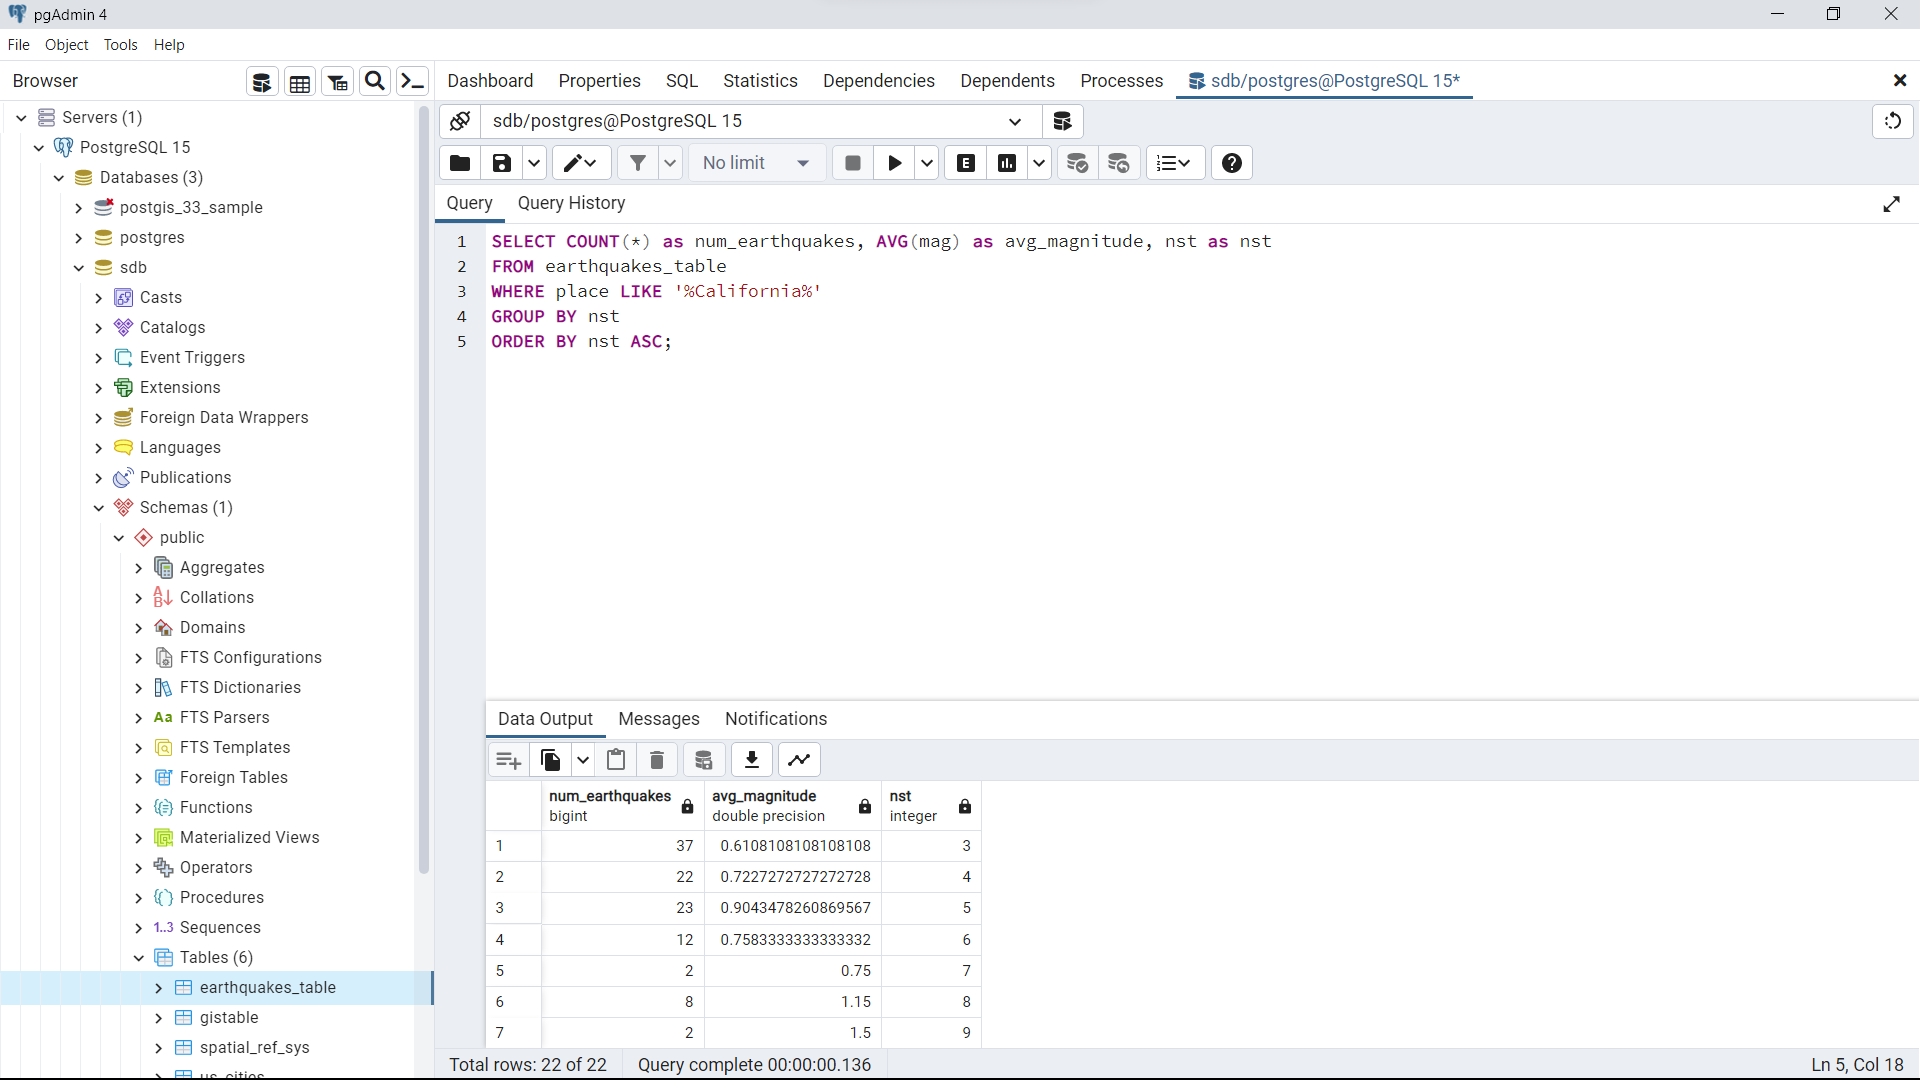 pgAdmin 4
File Object Tools Help
Browser
Dashboard Properties SQL Statistics Dependencies Dependents Processes sdb/postgres@PostgreSQL 15*
Servers (1)
PostgreSQL 15
Databases (3)
postgis_33_sample
postgres
sdb
Casts
Catalogs
Event Triggers
Extensions
Foreign Data Wrappers
Languages
Publications
Schemas (1)
public
Aggregates
Collations
Domains
FTS Configurations
FTS Dictionaries
Aa FTS Parsers
FTS Templates
Foreign Tables
Functions
Materialized Views
Operators
Procedures
1..3 Sequences
Tables (6)
earthquakes_table
gistable
spatial_ref_sys
us_cities
sdb/postgres@PostgreSQL 15
No limit
E
Query Query History
1 SELECT COUNT(*) as num_earthquakes, AVG(mag) as avg_magnitude, nst as nst
2 FROM earthquakes_table
3 WHERE place LIKE '%California%'
4 GROUP BY nst
5 ORDER BY nst ASC;
Data Output Messages Notifications
num_earthquakes avg_magnitude nst
bigint double precision integer
1 37 0.6108108108108108 3
2 22 0.7227272727272728 4
3 23 0.9043478260869567 5
4 12 0.7583333333333332 6
5 2 0.75 7
6 8 1.15 8
7 2 1.5 9
Total rows: 22 of 22 Query complete 00:00:00.136 Ln 5, Col 18